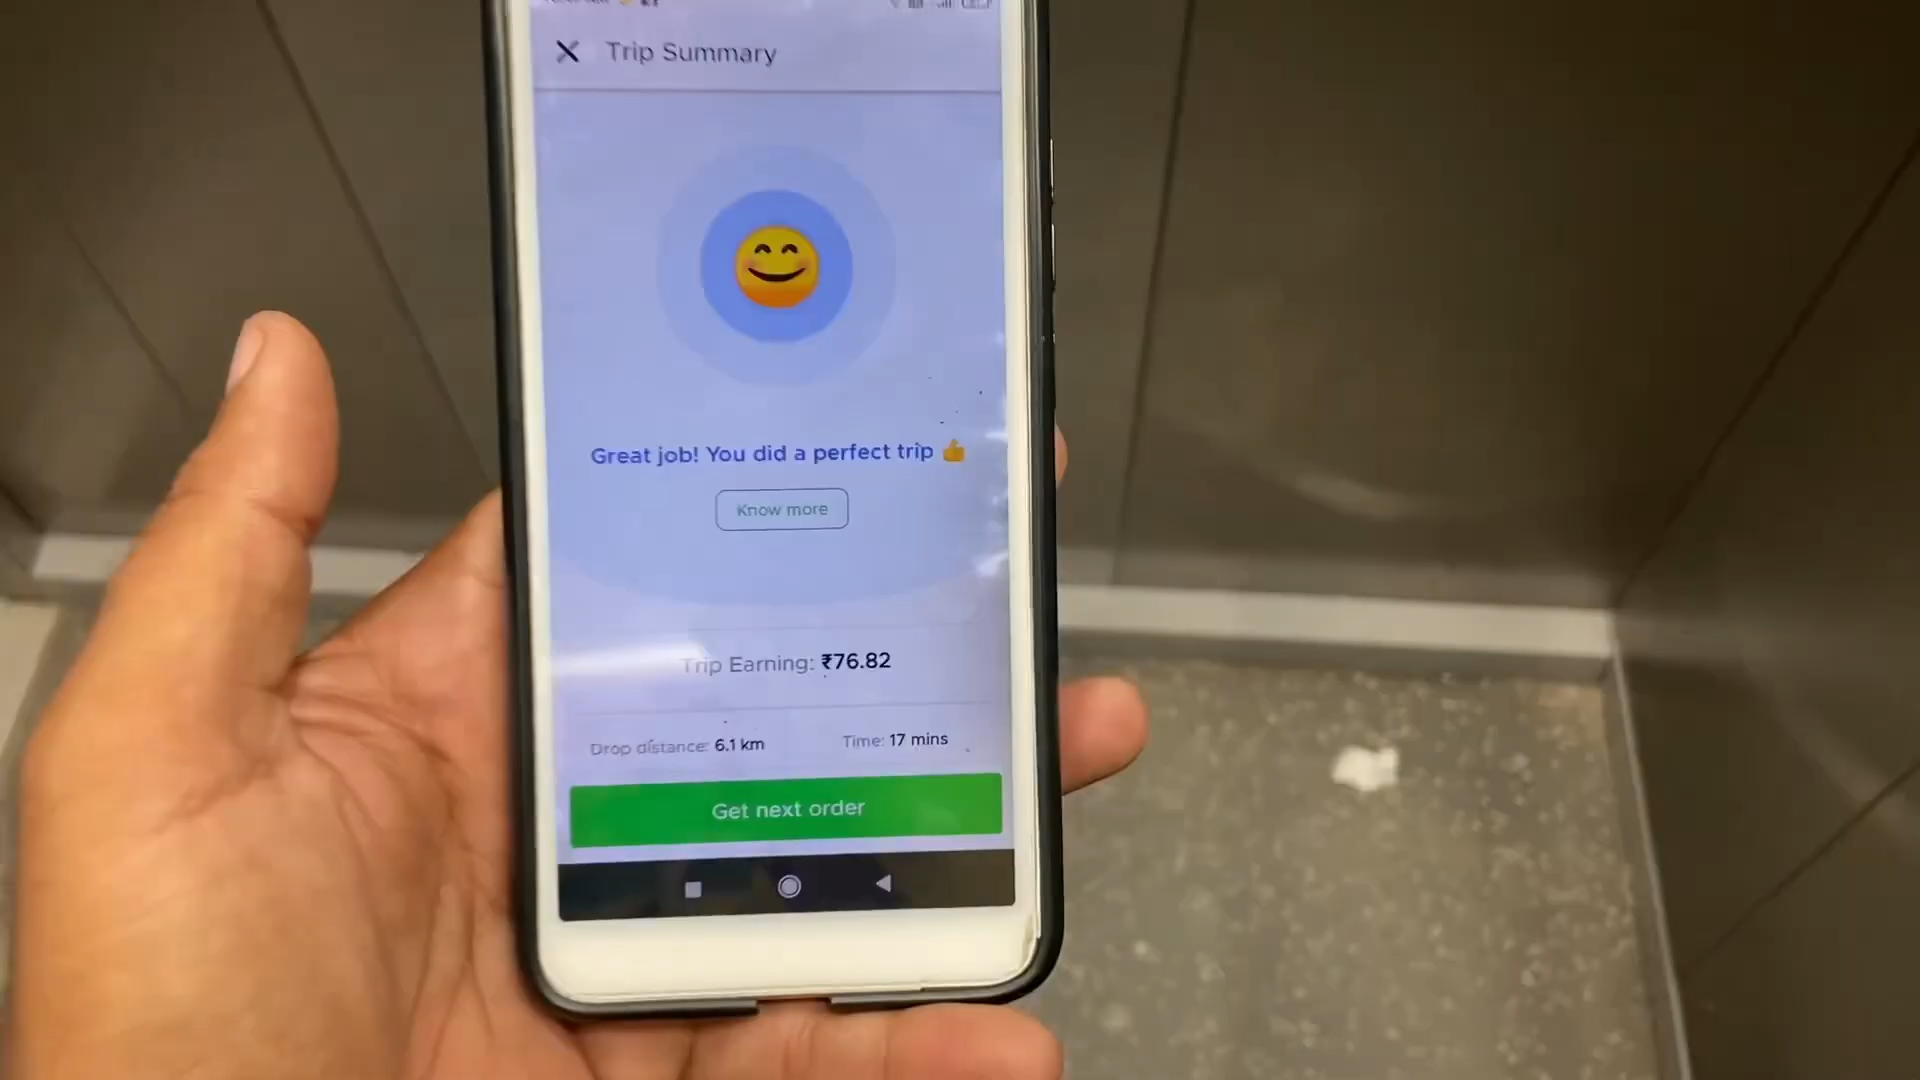 Trip Summary
Great job! You did a perfect trip 👍
Know more
Trip Earning: ₹76.82
Drop distance: 6.1 km
Time: 17 mins
Get next order